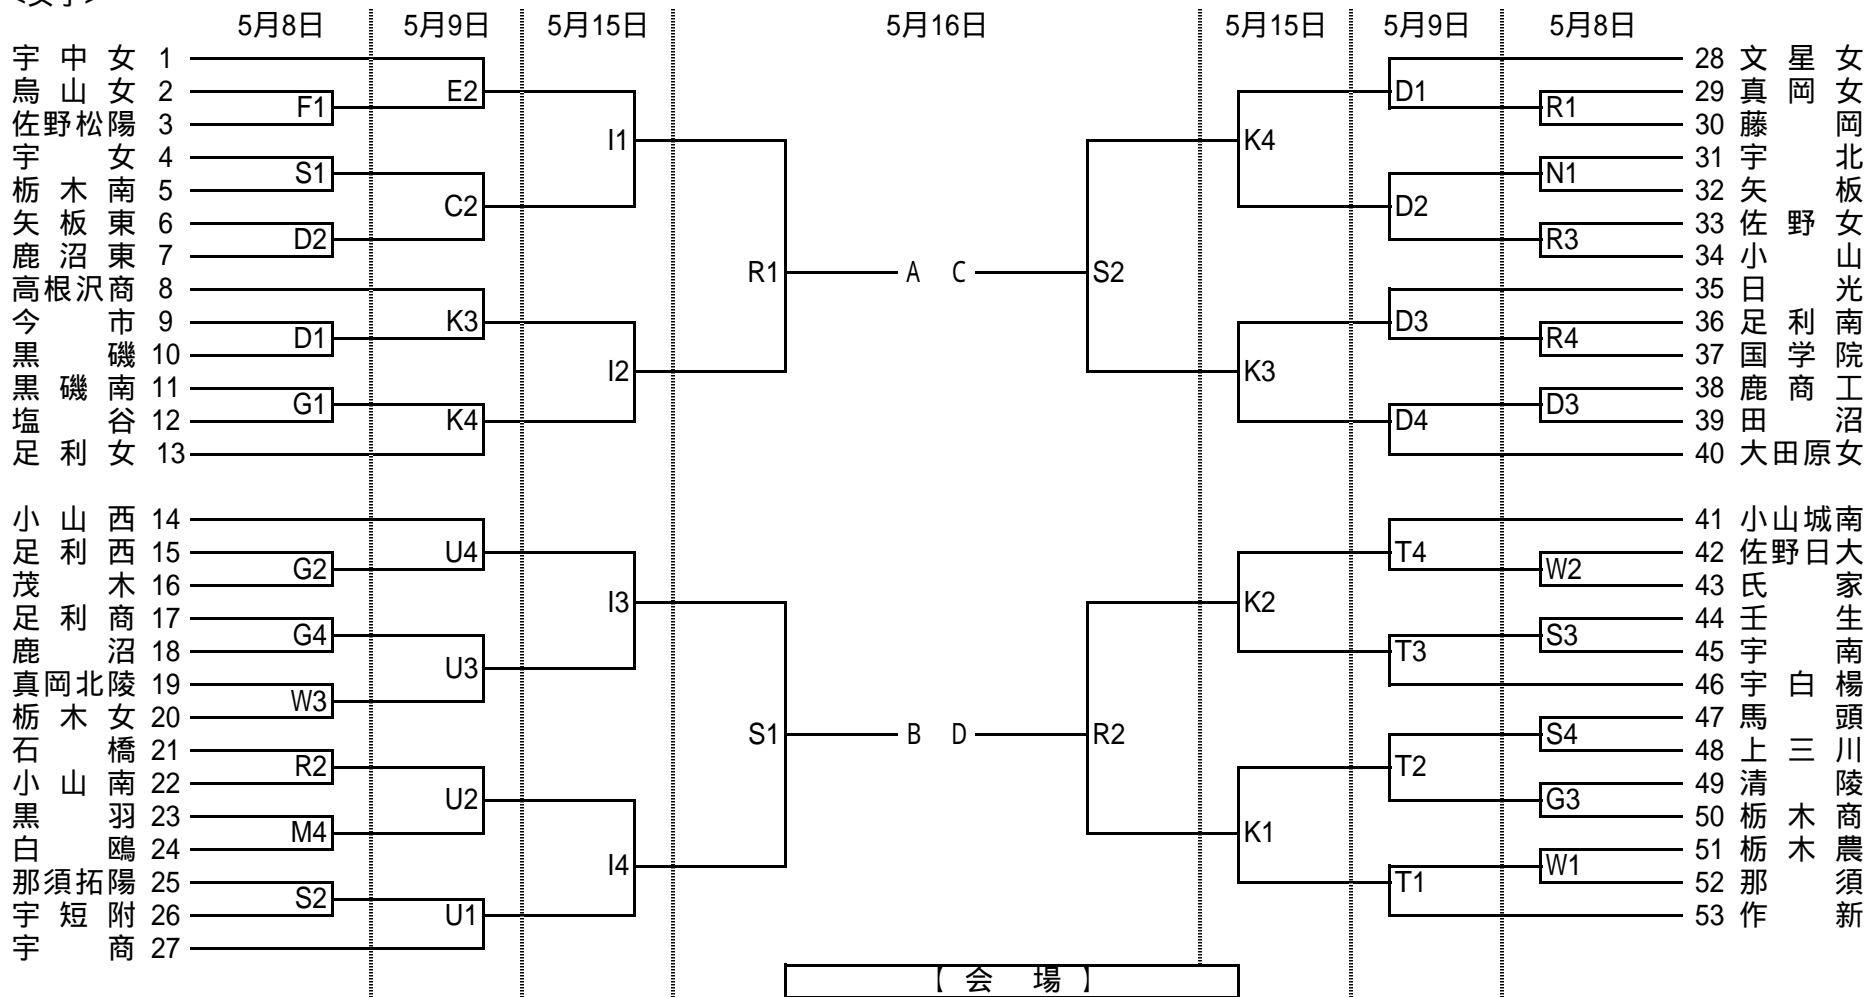 5月8日 5月9日 5月15日 5月16日 5月15日 5月9日 5月8日
宇中女 1 28 文星女
烏山女 2 E2 D1 29 真岡女
F1 R1
佐野松陽 3 30 藤岡
I1 K4
宇女 4 31 宇北
S1 N1
栃木南 5 32 矢板
C2 D2
矢板東 6 33 佐野女
D2 R3
鹿沼東 7 34 小山
R1 A C S2
高根沢商 8 35 日光
今市 9 K3 D3 36 足利南
D1 R4
黒磯 10 37 国学院
I2 K3
黒磯南 11 38 鹿商工
G1 D3
塩谷 12 K4 D4 39 田沼
足利女 13 40 大田原女
小山西 14 41 小山城南
足利西 15 U4 T4 42 佐野日大
G2 W2
茂木 16 43 氏家
I3 K2
足利商 17 44 壬生
G4 S3
鹿沼 18 45 宇南
U3 T3
真岡北陵 19 46 宇白楊
W3
栃木女 20 47 馬頭
S1 B D R2 S4
石橋 21 48 上三川
R2 T2
小山南 22 49 清陵
U2 G3
黒羽 23 50 栃木商
M4 K1
白鴎 24 51 栃木農
I4 W1
那須拓陽 25 52 那須
S2 T1
宇短附 26 U1 53 作新
宇商 27
【会場】